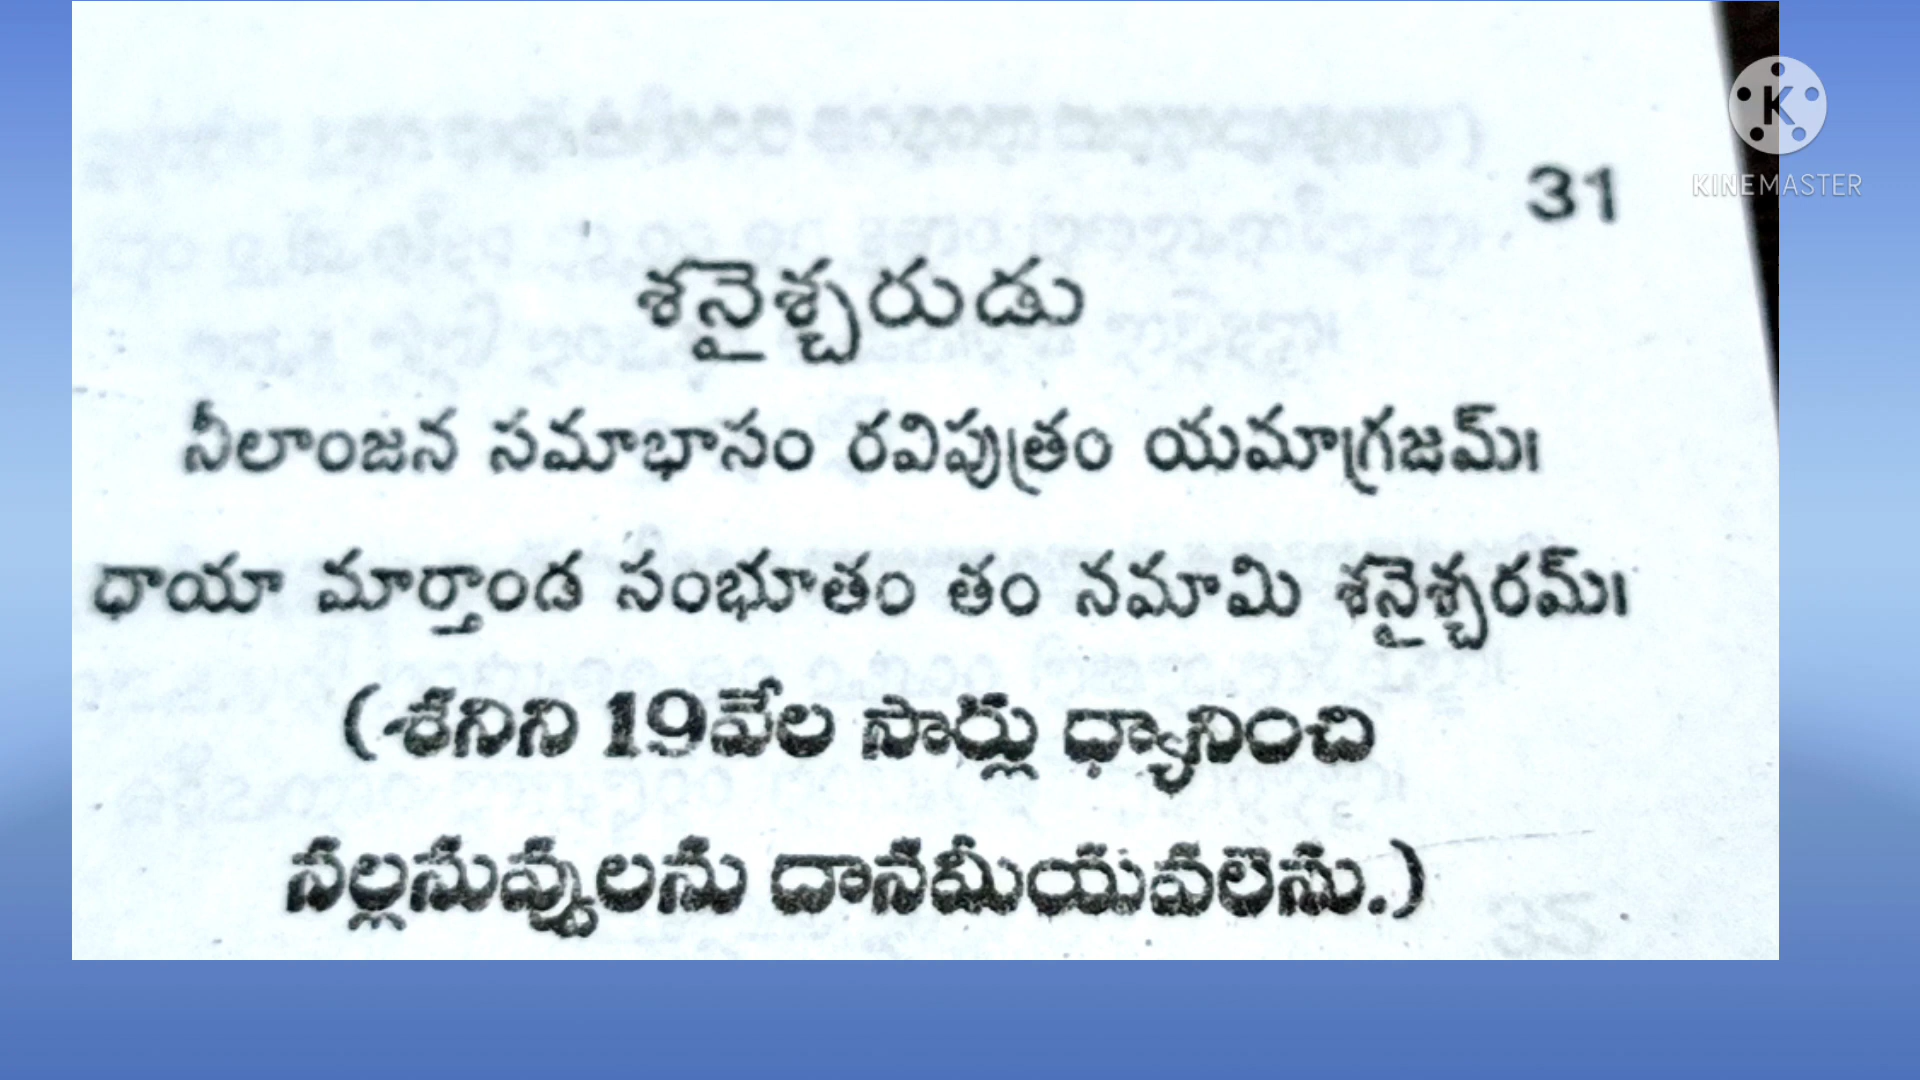 K
KINEMASTER
31
శనైశ్చరుడు
నీలాంజన సమాభాసం రవిపుత్రం యమాగ్రజమ్।
ధాయా మార్తాండ సంభూతం తం నమామి శనైశ్చరమ్।
(శనిని 19వేల సార్లు ధ్యానించి
నల్లనువ్వులను దానమీయవలెను.)